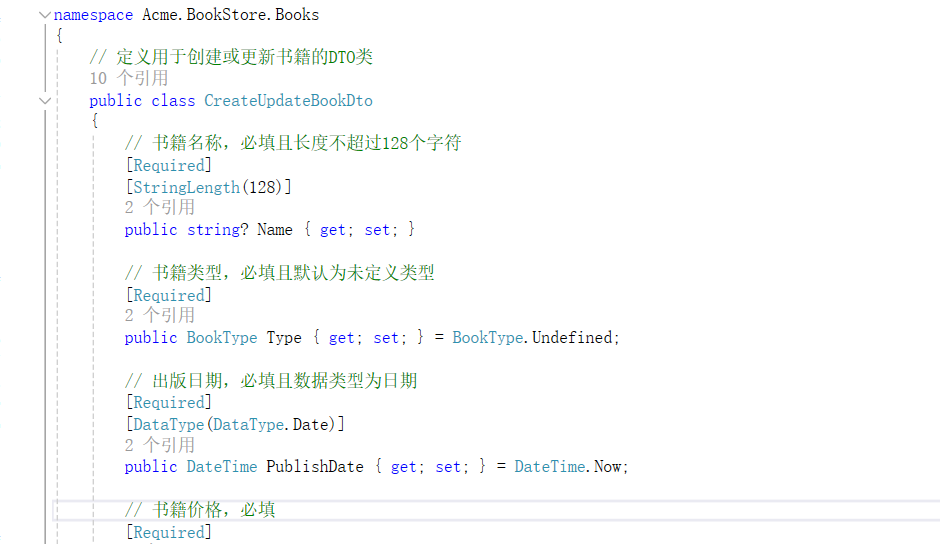 namespace Acme.BookStore.Books
{
// 定义用于创建或更新书籍的DTO类
10 个引用
public class CreateUpdateBookDto
{
// 书籍名称，必填且长度不超过128个字符
[Required]
[StringLength(128)]
2 个引用
public string? Name { get; set; }
// 书籍类型，必填且默认为未定义类型
[Required]
2 个引用
public BookType Type { get; set; } = BookType.Undefined;
// 出版日期，必填且数据类型为日期
[Required]
[DataType(DataType.Date)]
2 个引用
public DateTime PublishDate { get; set; } = DateTime.Now;
// 书籍价格，必填
[Required]